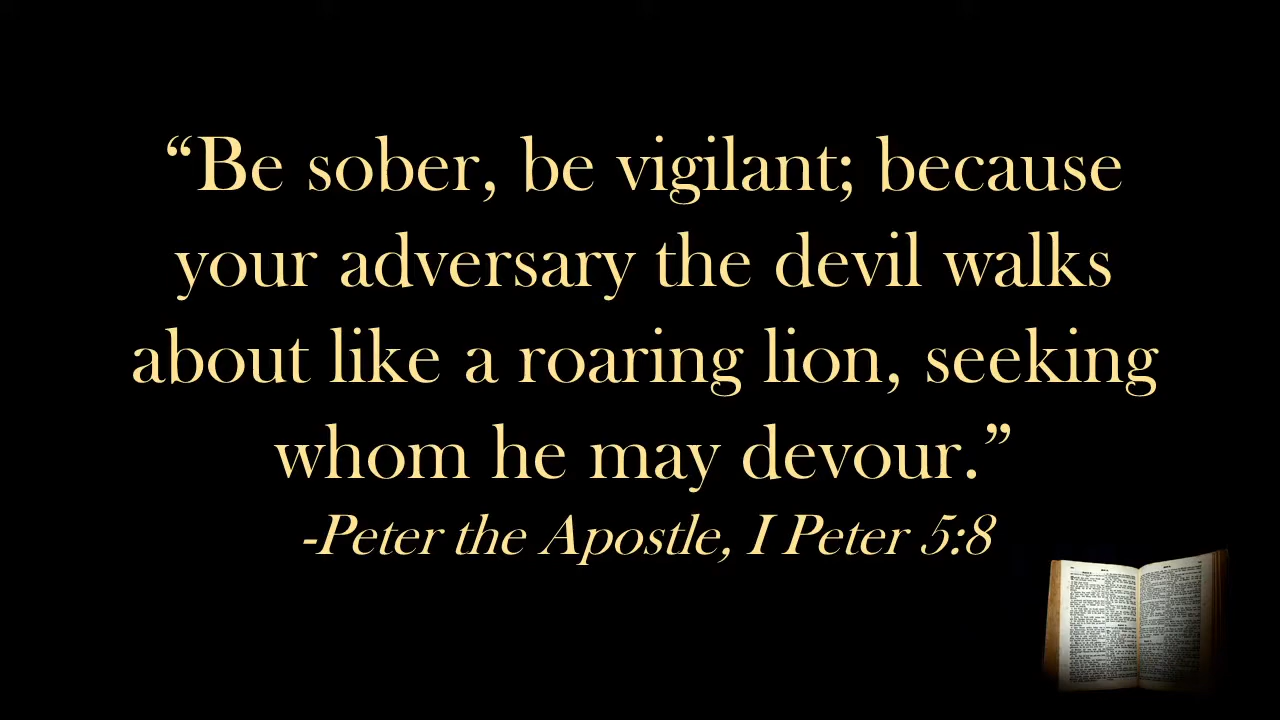 “Be sober, be vigilant; because
your adversary the devil walks
about like a roaring lion, seeking
whom he may devour.”
-Peter the Apostle, I Peter 5:8